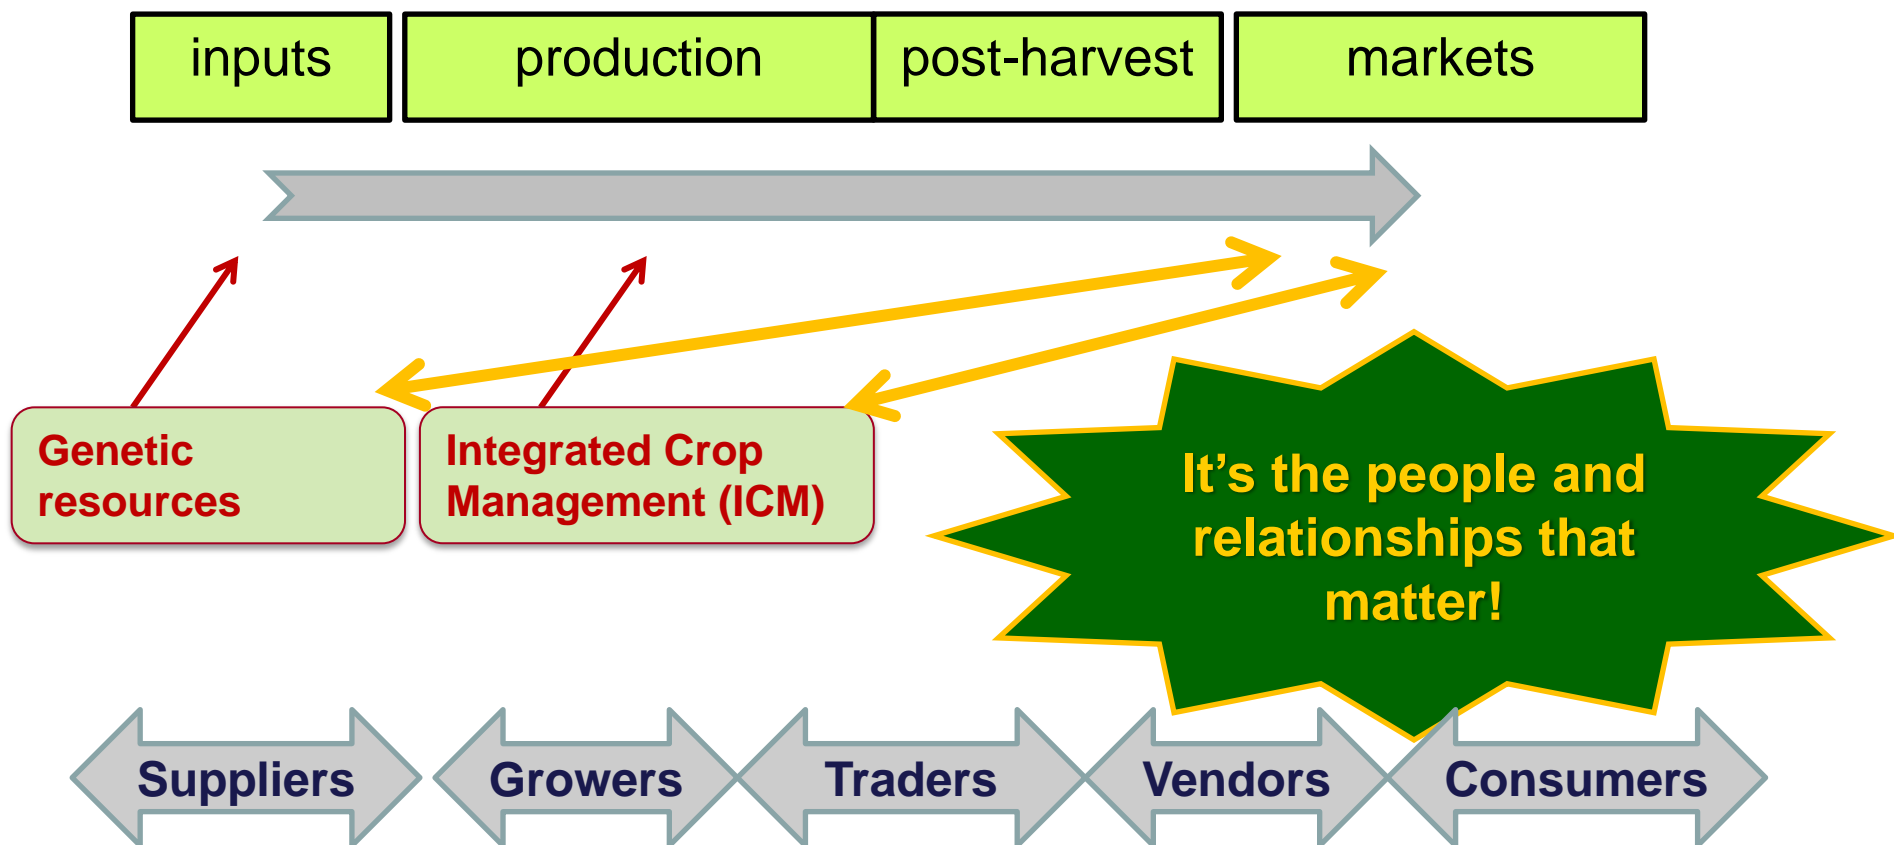 inputs
production
post-harvest
markets
Genetic
resources
Integrated Crop
Management (ICM)
It’s the people and
relationships that
matter!
Suppliers
Growers
Traders
Vendors
Consumers